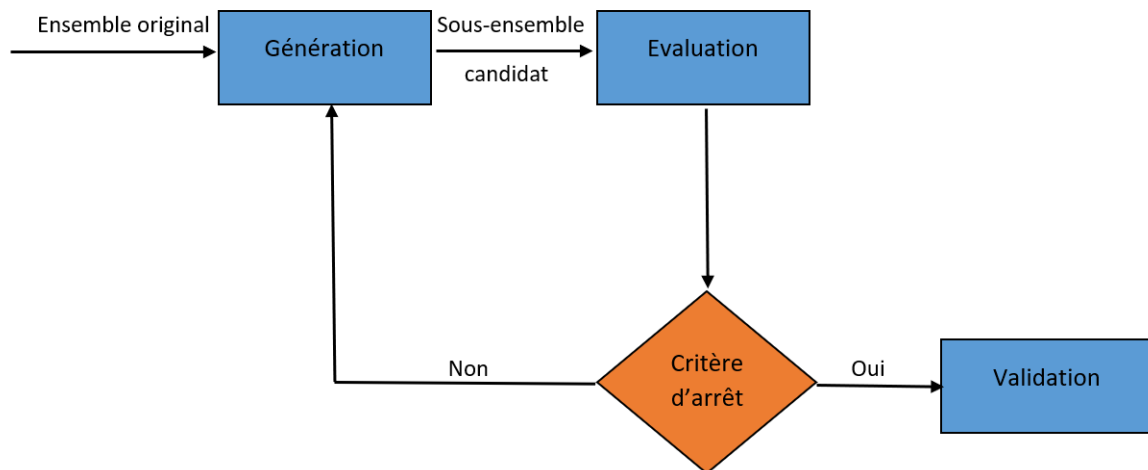 Ensemble original
Génération
Sous-ensemble
candidat
Evaluation
Non
Critère
d'arrêt
Oui
Validation